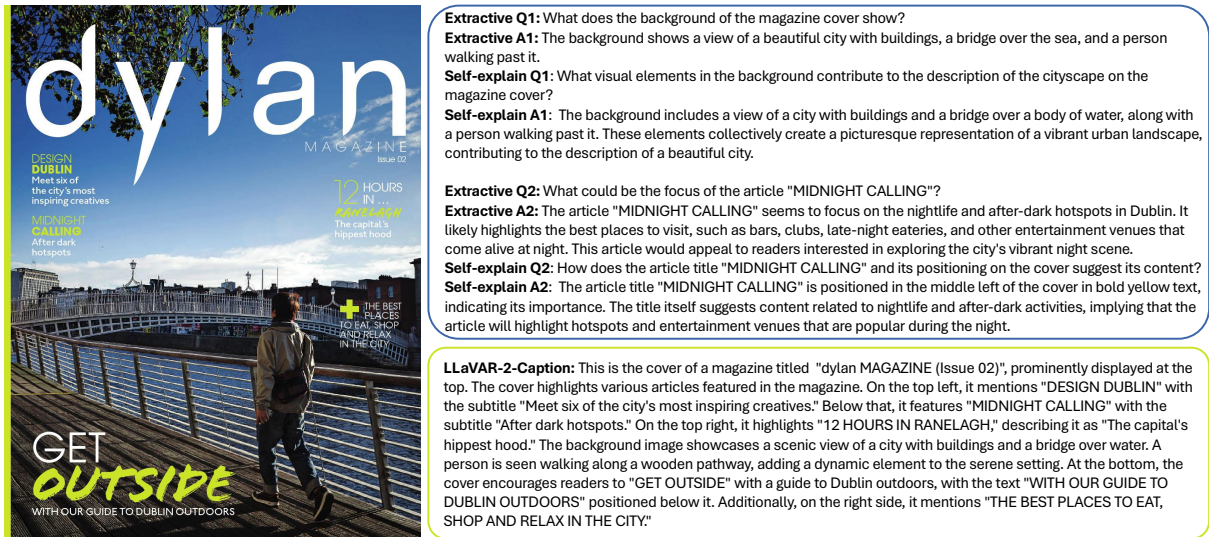 dylan
MAGAZINE
Issue 02
DESIGN
DUBLIN
Meet six of
the city's most
inspiring creatives
MIDNIGHT
CALLING
After dark
hotspots
12 HOURS
IN ...
RANELAGH
The capital's
hippest hood
+ THE BEST
PLACES
TO EAT, SHOP
AND RELAX
IN THE CITY
GET
OUTSIDE
WITH OUR GUIDE TO DUBLIN OUTDOORS
Extractive Q1: What does the background of the magazine cover show?
Extractive A1: The background shows a view of a beautiful city with buildings, a bridge over the sea, and a person
walking past it.
Self-explain Q1: What visual elements in the background contribute to the description of the cityscape on the
magazine cover?
Self-explain A1: The background includes a view of a city with buildings and a bridge over a body of water, along with
a person walking past it. These elements collectively create a picturesque representation of a vibrant urban landscape,
contributing to the description of a beautiful city.
Extractive Q2: What could be the focus of the article "MIDNIGHT CALLING"?
Extractive A2: The article "MIDNIGHT CALLING" seems to focus on the nightlife and after-dark hotspots in Dublin. It
likely highlights the best places to visit, such as bars, clubs, late-night eateries, and other entertainment venues that
come alive at night. This article would appeal to readers interested in exploring the city's vibrant night scene.
Self-explain Q2: How does the article title "MIDNIGHT CALLING" and its positioning on the cover suggest its content?
Self-explain A2: The article title "MIDNIGHT CALLING" is positioned in the middle left of the cover in bold yellow text,
indicating its importance. The title itself suggests content related to nightlife and after-dark activities, implying that the
article will highlight hotspots and entertainment venues that are popular during the night.
LLaVAR-2-Caption: This is the cover of a magazine titled "dylan MAGAZINE (Issue 02)", prominently displayed at the
top. The cover highlights various articles featured in the magazine. On the top left, it mentions "DESIGN DUBLIN" with
the subtitle "Meet six of the city's most inspiring creatives." Below that, it features "MIDNIGHT CALLING" with the
subtitle "After dark hotspots." On the top right, it highlights "12 HOURS IN RANELAGH," describing it as "The capital's
hippest hood." The background image showcases a scenic view of a city with buildings and a bridge over water. A
person is seen walking along a wooden pathway, adding a dynamic element to the serene setting. At the bottom, the
cover encourages readers to "GET OUTSIDE" with a guide to Dublin outdoors, with the text "WITH OUR GUIDE TO
DUBLIN OUTDOORS" positioned below it. Additionally, on the right side, it mentions "THE BEST PLACES TO EAT,
SHOP AND RELAX IN THE CITY."